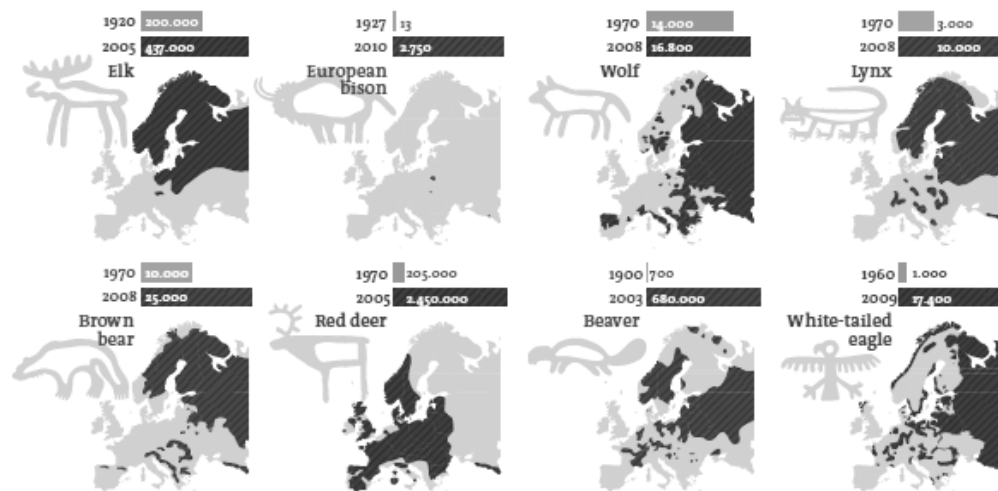 1920 200.000
2005 437.000
Elk
1927 13
2010 2.750
European
bison
1970 14.000
2008 16.800
Wolf
1970 3.000
2008 10.000
Lynx
1970 10.000
2008 25.000
Brown
bear
1970 205.000
2005 2.450.000
Red deer
1900 700
2003 680.000
Beaver
1960 1.000
2009 17.400
White-tailed
eagle